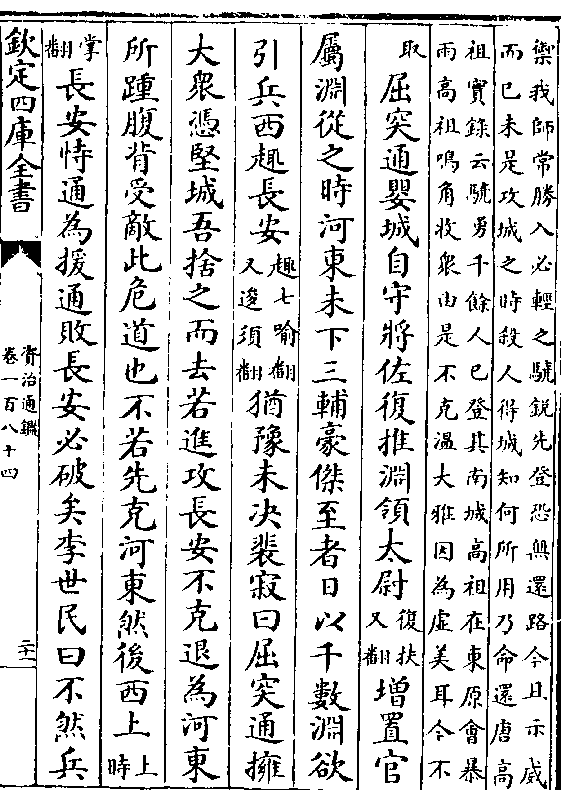 禦我師常勝入必輕之驍銳先登恐無還路今且示威
而已未是攻城之時殺人得城知何所用乃命還唐高
祖實錄云驍勇千餘人已登其南城高祖在東原會暴
雨高祖鳴角收衆由是不克温大雅因為虛美耳今不
取屈突通嬰城自守將佐復推淵領太尉復扶又翻增置官
屬淵從之時河東未下三輔豪傑至者日以千數淵欲
引兵西趣長安趣七喻翻又逡須翻猶豫未決裴寂曰屈突通擁
大衆憑堅城吾捨之而去若進攻長安不克退為河東
所踵腹背受敵此危道也不若先克河東然後西上上時
掌翻長安恃通為援通敗長安必破矣李世民曰不然兵
欽定四庫全書
資治通鑑
卷一百八十四
二十一